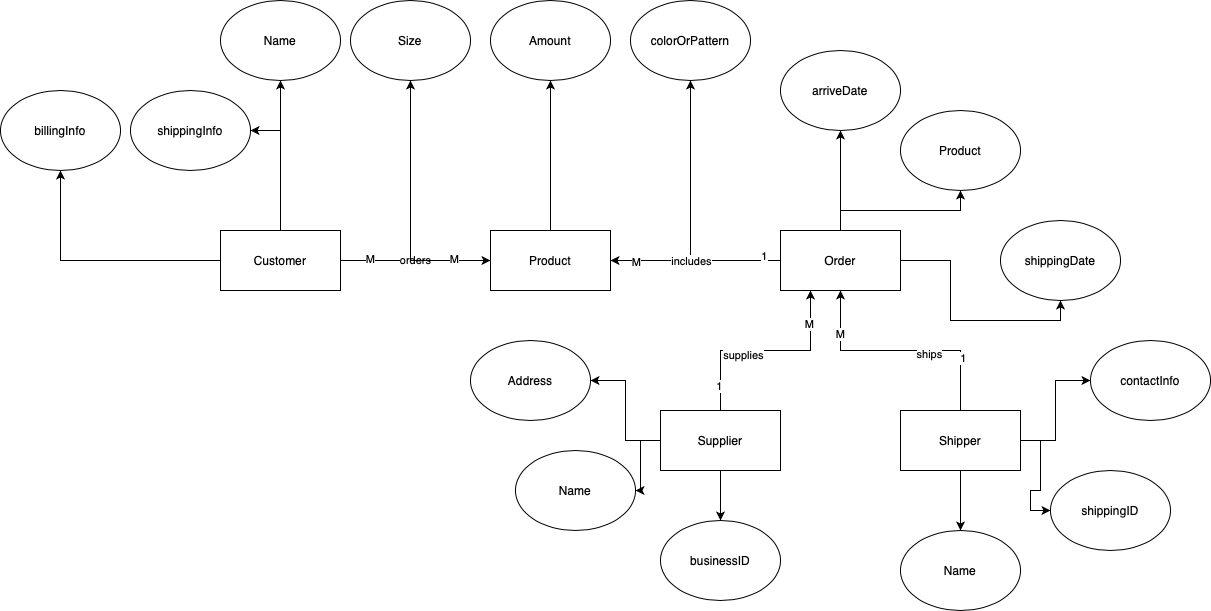 Name
Size
Amount
colorOrPattern
arriveDate
billingInfo
shippingInfo
Product
Customer
M
orders
M
Product
M
includes
1
Order
shippingDate
M
M
supplies
ships
1
1
Address
contactInfo
Supplier
Shipper
Name
shippingID
businessID
Name